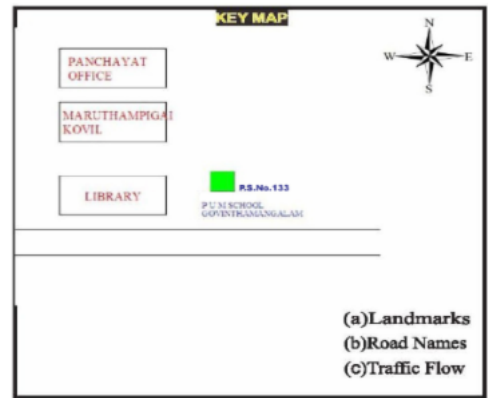 KEY MAP
N
W
E
S
PANCHAYAT
OFFICE
MARUTHAMPIGAI
KOVIL
LIBRARY
P.S.No.133
P U M SCHOOL
GOVINTHAMANGALAM
(a)Landmarks
(b)Road Names
(c)Traffic Flow